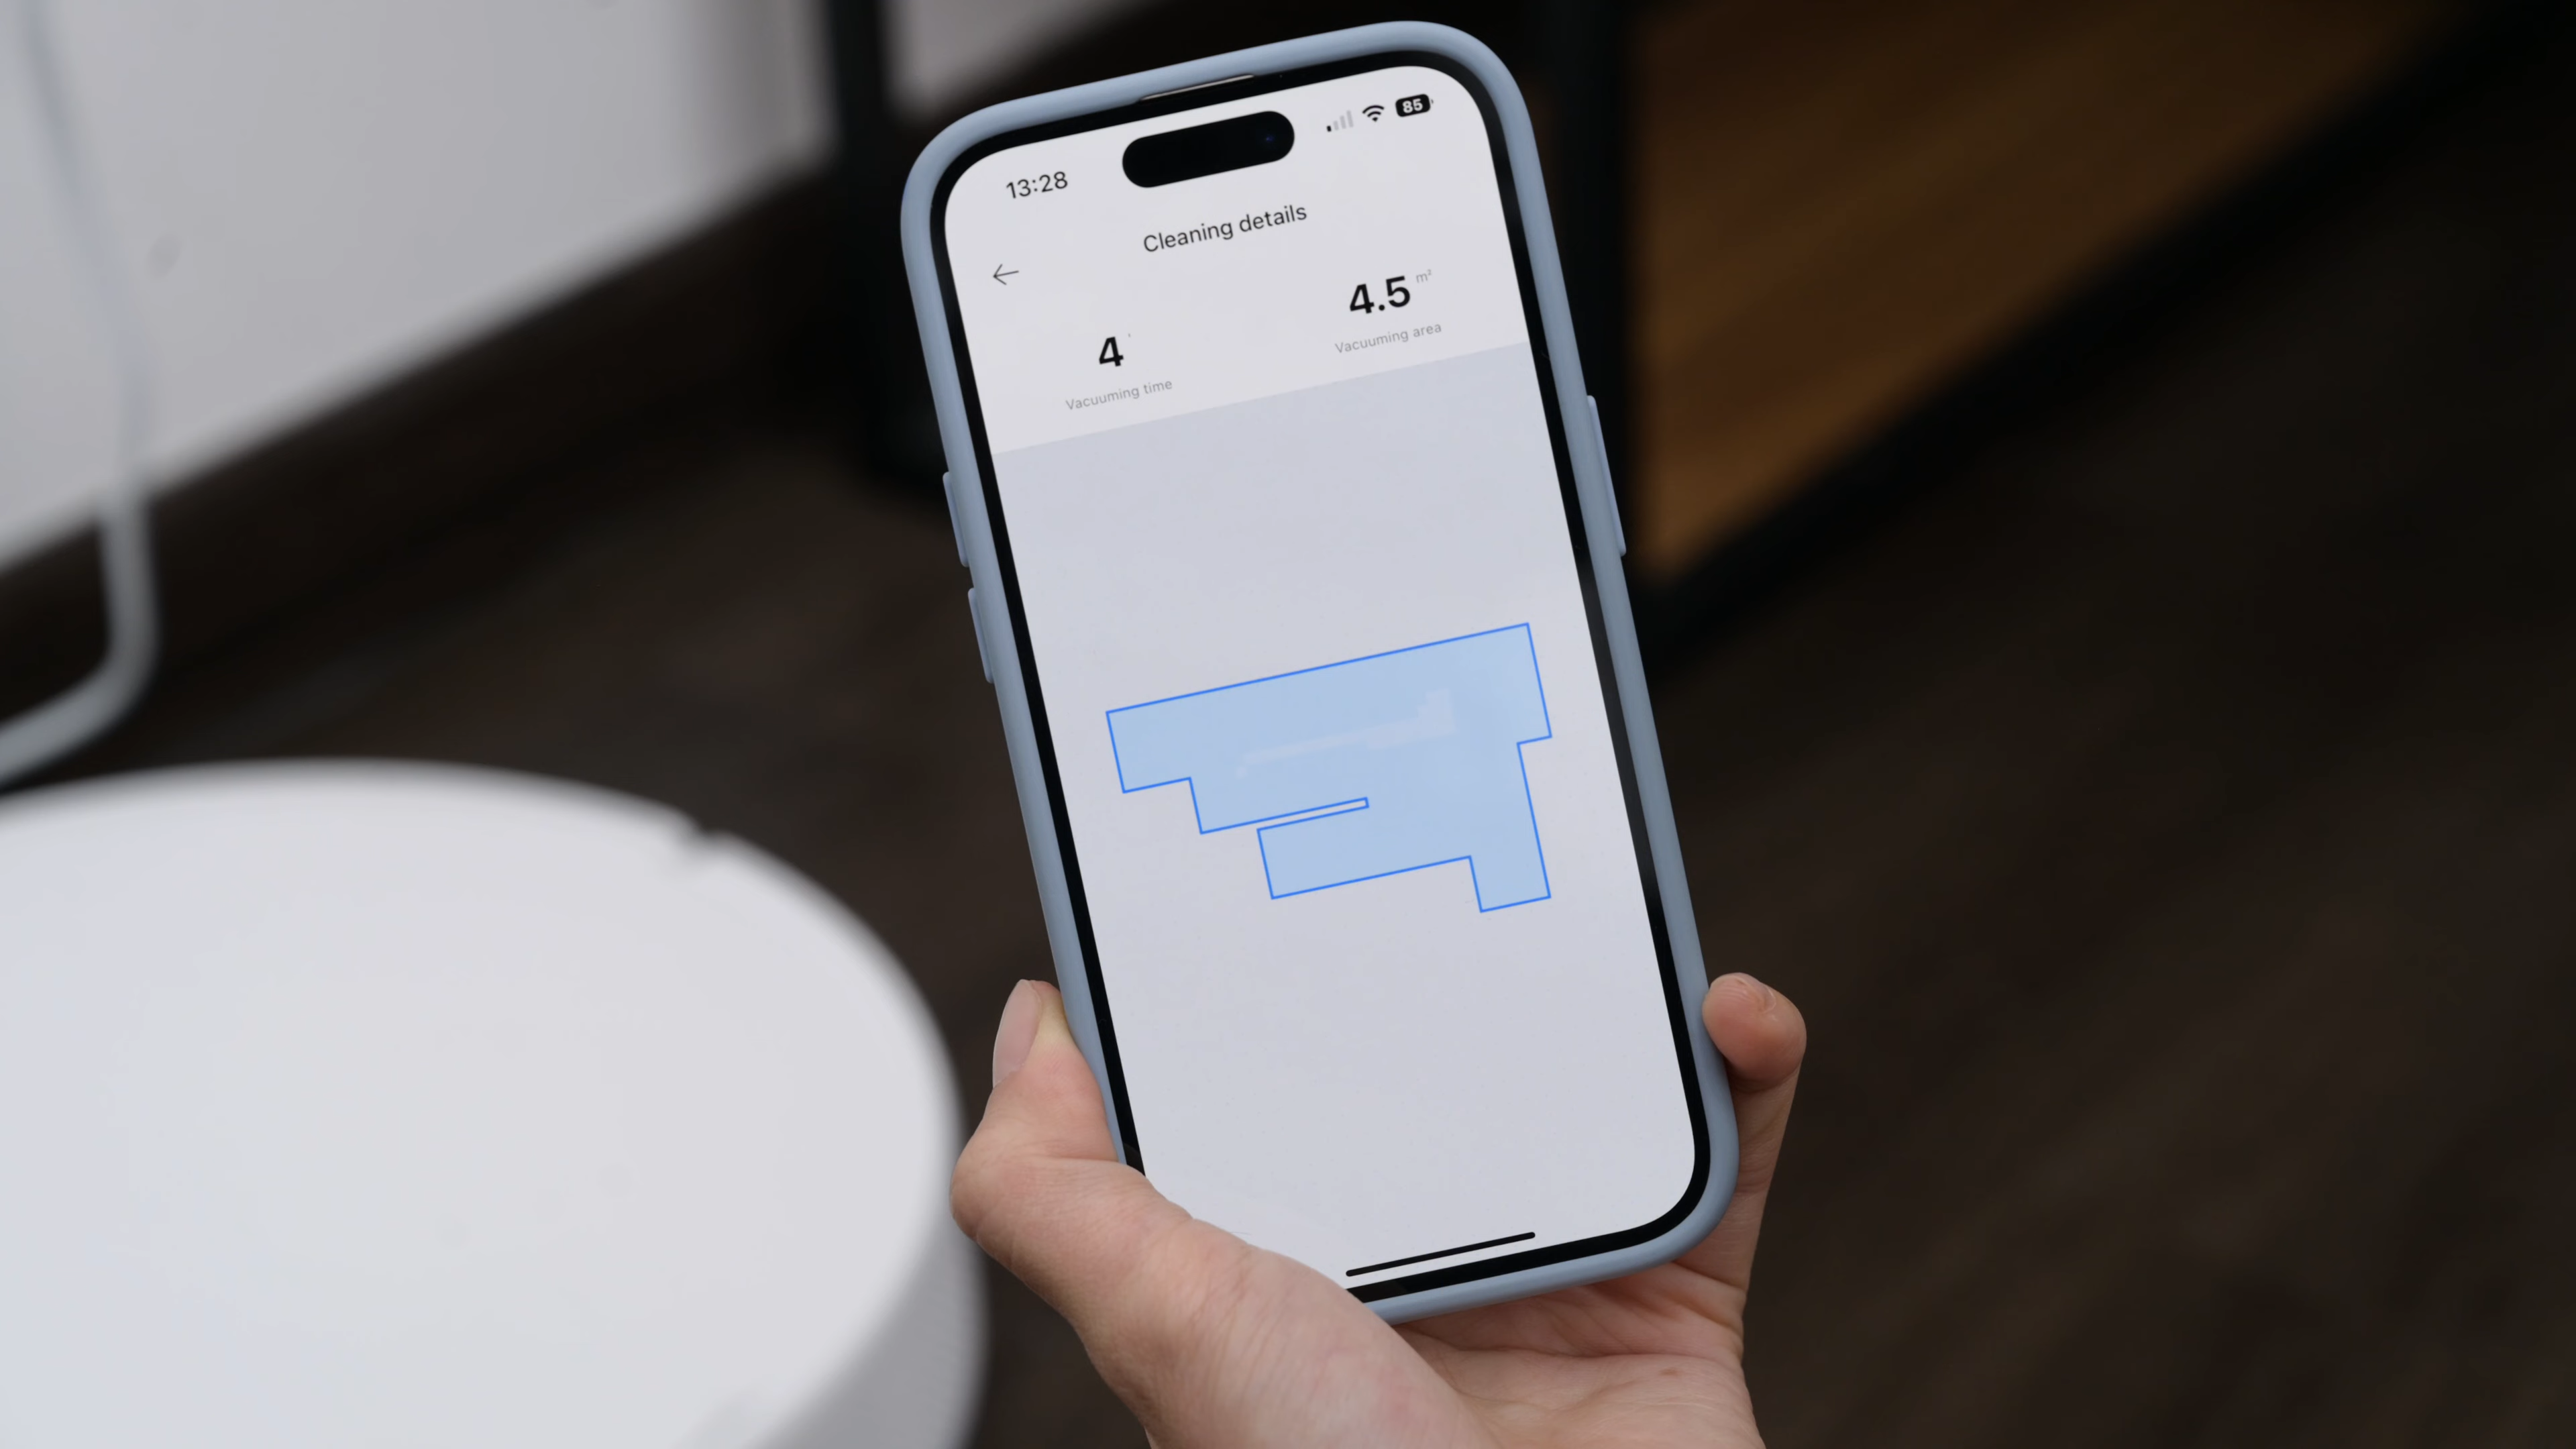 13:28
85
Cleaning details
4 '
Vacuuming time
4.5 m²
Vacuuming area